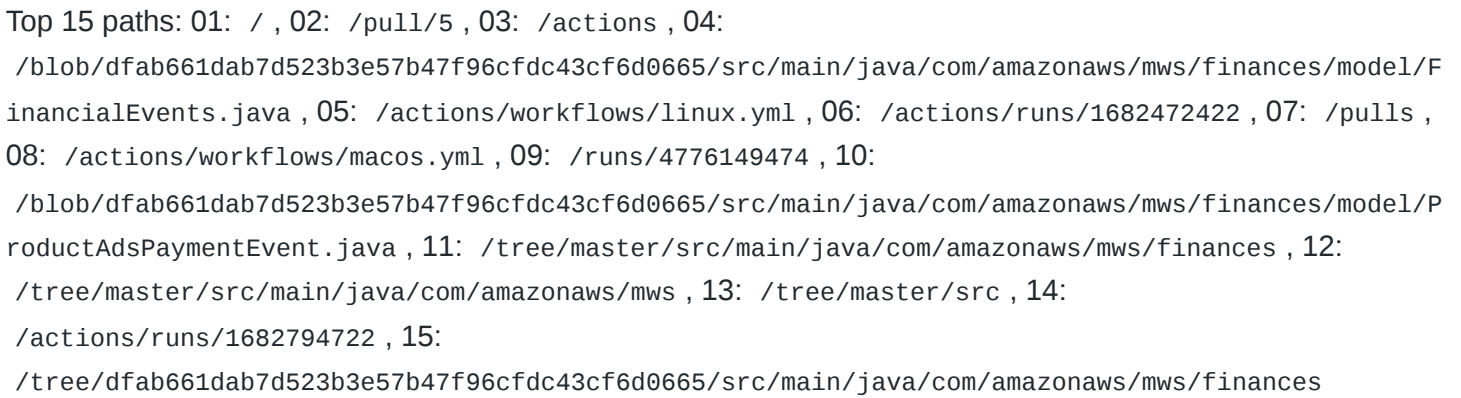 Top 15 paths: 01: / , 02: /pull/5 , 03: /actions , 04:
/blob/dfab661dab7d523b3e57b47f96cfdc43cf6d0665/src/main/java/com/amazonaws/mws/finances/model/F
inancialEvents.java , 05: /actions/workflows/linux.yml , 06: /actions/runs/1682472422 , 07: /pulls ,
08: /actions/workflows/macos.yml , 09: /runs/4776149474 , 10:
/blob/dfab661dab7d523b3e57b47f96cfdc43cf6d0665/src/main/java/com/amazonaws/mws/finances/model/P
roductAdsPaymentEvent.java , 11: /tree/master/src/main/java/com/amazonaws/mws/finances , 12:
/tree/master/src/main/java/com/amazonaws/mws , 13: /tree/master/src , 14:
/actions/runs/1682794722 , 15:
/tree/dfab661dab7d523b3e57b47f96cfdc43cf6d0665/src/main/java/com/amazonaws/mws/finances